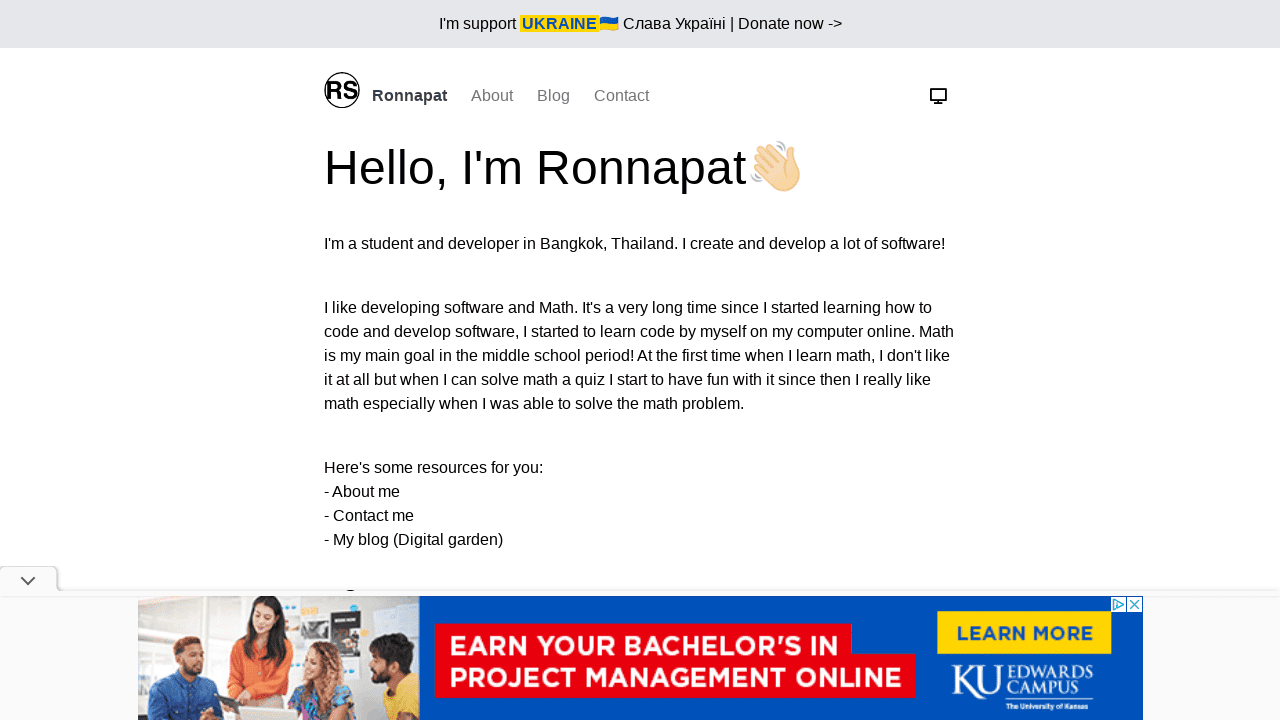 I'm support UKRAINE🇺🇦 Слава Україні | Donate now ->
RS Ronnapat About Blog Contact
Hello, I'm Ronnapat👋🏻
I'm a student and developer in Bangkok, Thailand. I create and develop a lot of software!
I like developing software and Math. It's a very long time since I started learning how to
code and develop software, I started to learn code by myself on my computer online. Math
is my main goal in the middle school period! At the first time when I learn math, I don't like
it at all but when I can solve math a quiz I start to have fun with it since then I really like
math especially when I was able to solve the math problem.
Here's some resources for you:
- About me
- Contact me
- My blog (Digital garden)
EARN YOUR BACHELOR'S IN
PROJECT MANAGEMENT ONLINE
LEARN MORE
KU EDWARDS
CAMPUS
The University of Kansas